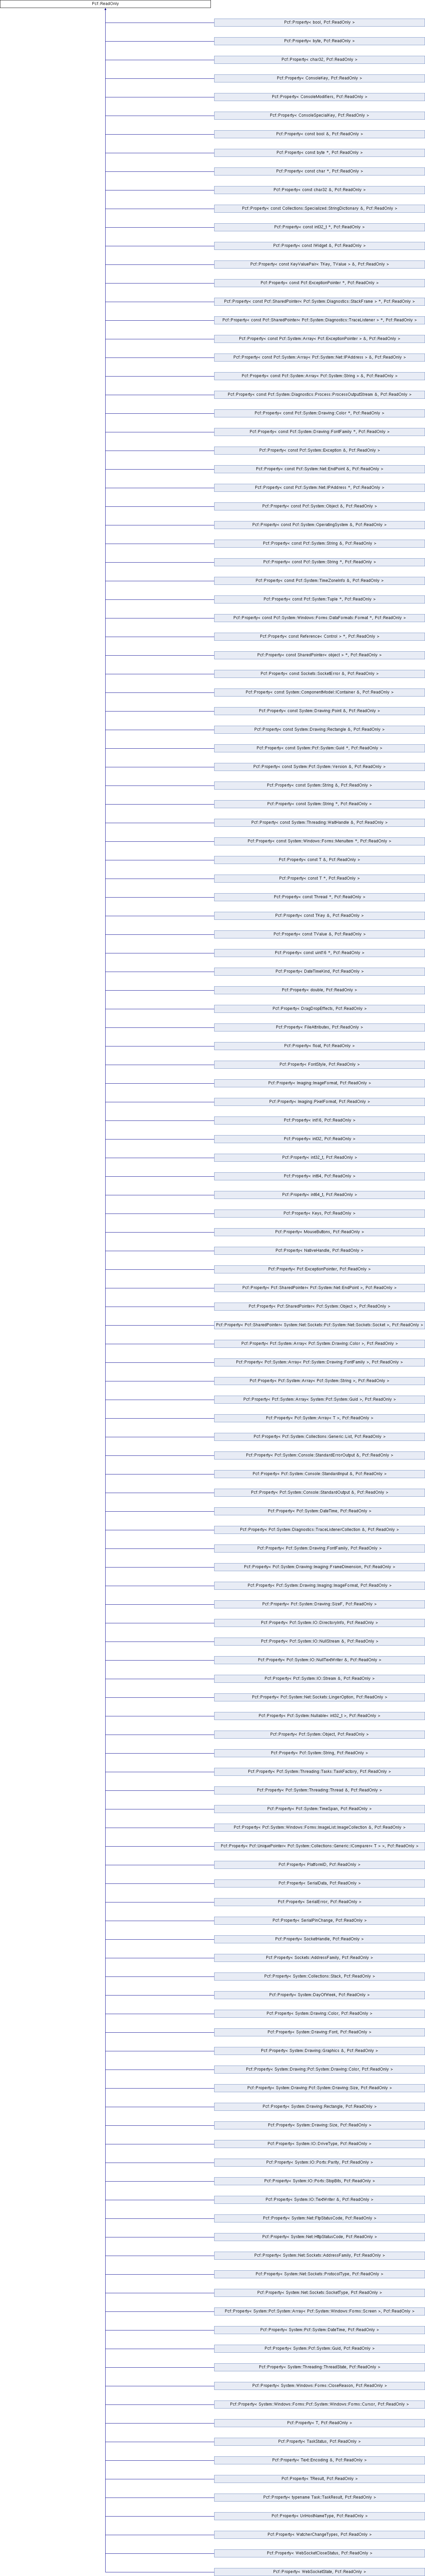 Pcf::ReadOnly
Pcf::Property< bool, Pcf::ReadOnly >
Pcf::Property< byte, Pcf::ReadOnly >
Pcf::Property< char32, Pcf::ReadOnly >
Pcf::Property< ConsoleKey, Pcf::ReadOnly >
Pcf::Property< ConsoleModifiers, Pcf::ReadOnly >
Pcf::Property< ConsoleSpecialKey, Pcf::ReadOnly >
Pcf::Property< const bool &, Pcf::ReadOnly >
Pcf::Property< const byte *, Pcf::ReadOnly >
Pcf::Property< const char *, Pcf::ReadOnly >
Pcf::Property< const char32 &, Pcf::ReadOnly >
Pcf::Property< const Collections::Specialized::StringDictionary &, Pcf::ReadOnly >
Pcf::Property< const int32_t *, Pcf::ReadOnly >
Pcf::Property< const IWidget &, Pcf::ReadOnly >
Pcf::Property< const KeyValuePair< TKey, TValue > &, Pcf::ReadOnly >
Pcf::Property< const Pcf::ExceptionPointer *, Pcf::ReadOnly >
Pcf::Property< const Pcf::SharedPointer< Pcf::System::Diagnostics::StackFrame > *, Pcf::ReadOnly >
Pcf::Property< const Pcf::SharedPointer< Pcf::System::Diagnostics::TraceListener > *, Pcf::ReadOnly >
Pcf::Property< const Pcf::System::Array< Pcf::ExceptionPointer > &, Pcf::ReadOnly >
Pcf::Property< const Pcf::System::Array< Pcf::System::Net::IPAddress > &, Pcf::ReadOnly >
Pcf::Property< const Pcf::System::Array< Pcf::System::String > &, Pcf::ReadOnly >
Pcf::Property< const Pcf::System::Diagnostics::Process::ProcessOutputStream &, Pcf::ReadOnly >
Pcf::Property< const Pcf::System::Drawing::Color *, Pcf::ReadOnly >
Pcf::Property< const Pcf::System::Drawing::FontFamily *, Pcf::ReadOnly >
Pcf::Property< const Pcf::System::Exception &, Pcf::ReadOnly >
Pcf::Property< const Pcf::System::Net::EndPoint &, Pcf::ReadOnly >
Pcf::Property< const Pcf::System::Net::IPAddress *, Pcf::ReadOnly >
Pcf::Property< const Pcf::System::Object &, Pcf::ReadOnly >
Pcf::Property< const Pcf::System::OperatingSystem &, Pcf::ReadOnly >
Pcf::Property< const Pcf::System::String &, Pcf::ReadOnly >
Pcf::Property< const Pcf::System::String *, Pcf::ReadOnly >
Pcf::Property< const Pcf::System::TimeZoneInfo &, Pcf::ReadOnly >
Pcf::Property< const Pcf::System::Tuple *, Pcf::ReadOnly >
Pcf::Property< const Pcf::System::Windows::Forms::DataFormats::Format *, Pcf::ReadOnly >
Pcf::Property< const Reference< Control > *, Pcf::ReadOnly >
Pcf::Property< const SharedPointer< object > *, Pcf::ReadOnly >
Pcf::Property< const Sockets::SocketError &, Pcf::ReadOnly >
Pcf::Property< const System::ComponentModel::IContainer &, Pcf::ReadOnly >
Pcf::Property< const System::Drawing::Point &, Pcf::ReadOnly >
Pcf::Property< const System::Drawing::Rectangle &, Pcf::ReadOnly >
Pcf::Property< const System::Pcf::System::Guid *, Pcf::ReadOnly >
Pcf::Property< const System::Pcf::System::Version &, Pcf::ReadOnly >
Pcf::Property< const System::String &, Pcf::ReadOnly >
Pcf::Property< const System::String *, Pcf::ReadOnly >
Pcf::Property< const System::Threading::WaitHandle &, Pcf::ReadOnly >
Pcf::Property< const System::Windows::Forms::MenuItem *, Pcf::ReadOnly >
Pcf::Property< const T &, Pcf::ReadOnly >
Pcf::Property< const T *, Pcf::ReadOnly >
Pcf::Property< const Thread *, Pcf::ReadOnly >
Pcf::Property< const TKey &, Pcf::ReadOnly >
Pcf::Property< const TValue &, Pcf::ReadOnly >
Pcf::Property< const uint16 *, Pcf::ReadOnly >
Pcf::Property< DateTimeKind, Pcf::ReadOnly >
Pcf::Property< double, Pcf::ReadOnly >
Pcf::Property< DragDropEffects, Pcf::ReadOnly >
Pcf::Property< FileAttributes, Pcf::ReadOnly >
Pcf::Property< float, Pcf::ReadOnly >
Pcf::Property< FontStyle, Pcf::ReadOnly >
Pcf::Property< Imaging::ImageFormat, Pcf::ReadOnly >
Pcf::Property< Imaging::PixelFormat, Pcf::ReadOnly >
Pcf::Property< int16, Pcf::ReadOnly >
Pcf::Property< int32, Pcf::ReadOnly >
Pcf::Property< int32_t, Pcf::ReadOnly >
Pcf::Property< int64, Pcf::ReadOnly >
Pcf::Property< int64_t, Pcf::ReadOnly >
Pcf::Property< Keys, Pcf::ReadOnly >
Pcf::Property< MouseButtons, Pcf::ReadOnly >
Pcf::Property< NativeHandle, Pcf::ReadOnly >
Pcf::Property< Pcf::ExceptionPointer, Pcf::ReadOnly >
Pcf::Property< Pcf::SharedPointer< Pcf::System::Net::EndPoint >, Pcf::ReadOnly >
Pcf::Property< Pcf::SharedPointer< Pcf::System::Object >, Pcf::ReadOnly >
Pcf::Property< Pcf::SharedPointer< System::Net::Sockets::Pcf::System::Net::Sockets::Socket >, Pcf::ReadOnly >
Pcf::Property< Pcf::System::Array< Pcf::System::Drawing::Color >, Pcf::ReadOnly >
Pcf::Property< Pcf::System::Array< Pcf::System::Drawing::FontFamily >, Pcf::ReadOnly >
Pcf::Property< Pcf::System::Array< Pcf::System::String >, Pcf::ReadOnly >
Pcf::Property< Pcf::System::Array< System::Pcf::System::Guid >, Pcf::ReadOnly >
Pcf::Property< Pcf::System::Array< T >, Pcf::ReadOnly >
Pcf::Property< Pcf::System::Collections::Generic::List, Pcf::ReadOnly >
Pcf::Property< Pcf::System::Console::StandardErrorOutput &, Pcf::ReadOnly >
Pcf::Property< Pcf::System::Console::StandardInput &, Pcf::ReadOnly >
Pcf::Property< Pcf::System::Console::StandardOutput &, Pcf::ReadOnly >
Pcf::Property< Pcf::System::DateTime, Pcf::ReadOnly >
Pcf::Property< Pcf::System::Diagnostics::TraceListenerCollection &, Pcf::ReadOnly >
Pcf::Property< Pcf::System::Drawing::FontFamily, Pcf::ReadOnly >
Pcf::Property< Pcf::System::Drawing::Imaging::FrameDimension, Pcf::ReadOnly >
Pcf::Property< Pcf::System::Drawing::Imaging::ImageFormat, Pcf::ReadOnly >
Pcf::Property< Pcf::System::Drawing::SizeF, Pcf::ReadOnly >
Pcf::Property< Pcf::System::IO::DirectoryInfo, Pcf::ReadOnly >
Pcf::Property< Pcf::System::IO::NullStream &, Pcf::ReadOnly >
Pcf::Property< Pcf::System::IO::NullTextWriter &, Pcf::ReadOnly >
Pcf::Property< Pcf::System::IO::Stream &, Pcf::ReadOnly >
Pcf::Property< Pcf::System::Net::Sockets::LingerOption, Pcf::ReadOnly >
Pcf::Property< Pcf::System::Nullable< int32_t >, Pcf::ReadOnly >
Pcf::Property< Pcf::System::Object, Pcf::ReadOnly >
Pcf::Property< Pcf::System::String, Pcf::ReadOnly >
Pcf::Property< Pcf::System::Threading::Tasks::TaskFactory, Pcf::ReadOnly >
Pcf::Property< Pcf::System::Threading::Thread &, Pcf::ReadOnly >
Pcf::Property< Pcf::System::TimeSpan, Pcf::ReadOnly >
Pcf::Property< Pcf::System::Windows::Forms::ImageList::ImageCollection &, Pcf::ReadOnly >
Pcf::Property< Pcf::UniquePointer< Pcf::System::Collections::Generic::IComparer< T > >, Pcf::ReadOnly >
Pcf::Property< PlatformID, Pcf::ReadOnly >
Pcf::Property< SerialData, Pcf::ReadOnly >
Pcf::Property< SerialError, Pcf::ReadOnly >
Pcf::Property< SerialPinChange, Pcf::ReadOnly >
Pcf::Property< SocketHandle, Pcf::ReadOnly >
Pcf::Property< Sockets::AddressFamily, Pcf::ReadOnly >
Pcf::Property< System::Collections::Stack, Pcf::ReadOnly >
Pcf::Property< System::DayOfWeek, Pcf::ReadOnly >
Pcf::Property< System::Drawing::Color, Pcf::ReadOnly >
Pcf::Property< System::Drawing::Font, Pcf::ReadOnly >
Pcf::Property< System::Drawing::Graphics &, Pcf::ReadOnly >
Pcf::Property< System::Drawing::Pcf::System::Drawing::Color, Pcf::ReadOnly >
Pcf::Property< System::Drawing::Pcf::System::Drawing::Size, Pcf::ReadOnly >
Pcf::Property< System::Drawing::Rectangle, Pcf::ReadOnly >
Pcf::Property< System::Drawing::Size, Pcf::ReadOnly >
Pcf::Property< System::IO::DriveType, Pcf::ReadOnly >
Pcf::Property< System::IO::Ports::Parity, Pcf::ReadOnly >
Pcf::Property< System::IO::Ports::StopBits, Pcf::ReadOnly >
Pcf::Property< System::IO::TextWriter &, Pcf::ReadOnly >
Pcf::Property< System::Net::FtpStatusCode, Pcf::ReadOnly >
Pcf::Property< System::Net::HttpStatusCode, Pcf::ReadOnly >
Pcf::Property< System::Net::Sockets::AddressFamily, Pcf::ReadOnly >
Pcf::Property< System::Net::Sockets::ProtocolType, Pcf::ReadOnly >
Pcf::Property< System::Net::Sockets::SocketType, Pcf::ReadOnly >
Pcf::Property< System::Pcf::System::Array< Pcf::System::Windows::Forms::Screen >, Pcf::ReadOnly >
Pcf::Property< System::Pcf::System::DateTime, Pcf::ReadOnly >
Pcf::Property< System::Pcf::System::Guid, Pcf::ReadOnly >
Pcf::Property< System::Threading::ThreadState, Pcf::ReadOnly >
Pcf::Property< System::Windows::Forms::CloseReason, Pcf::ReadOnly >
Pcf::Property< System::Windows::Forms::Pcf::System::Windows::Forms::Cursor, Pcf::ReadOnly >
Pcf::Property< T, Pcf::ReadOnly >
Pcf::Property< TaskStatus, Pcf::ReadOnly >
Pcf::Property< Text::Encoding &, Pcf::ReadOnly >
Pcf::Property< TResult, Pcf::ReadOnly >
Pcf::Property< typename Task::TaskResult, Pcf::ReadOnly >
Pcf::Property< UriHostNameType, Pcf::ReadOnly >
Pcf::Property< WatcherChangeTypes, Pcf::ReadOnly >
Pcf::Property< WebSocketCloseStatus, Pcf::ReadOnly >
Pcf::Property< WebSocketState, Pcf::ReadOnly >